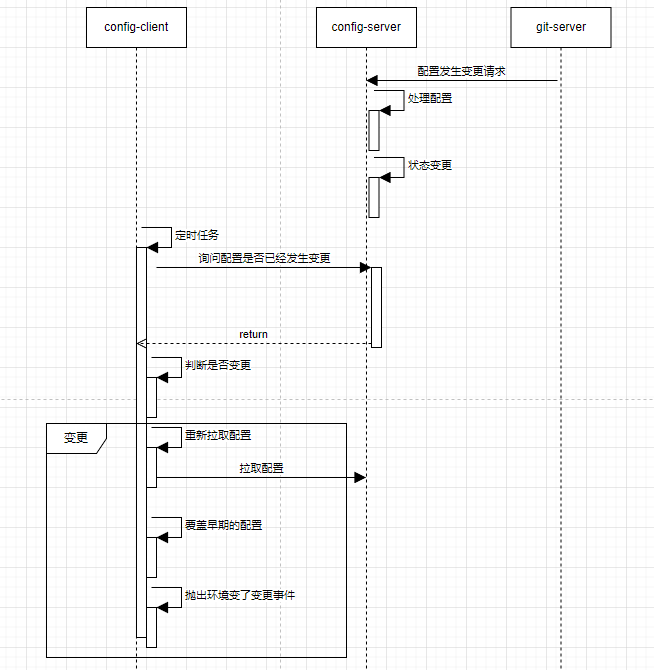 config-client
config-server
git-server
配置发生变更请求
处理配置
状态变更
定时任务
询问配置是否已经发生变更
return
判断是否变更
变更
重新拉取配置
拉取配置
覆盖早期的配置
抛出环境变了变更事件